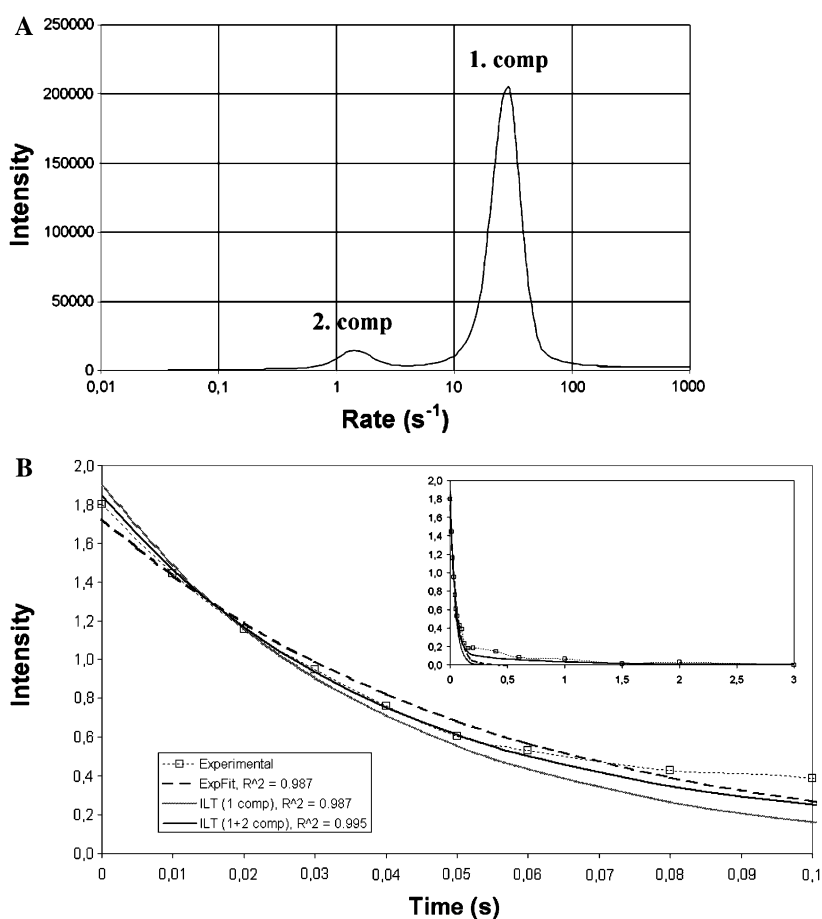 A
250000
200000
150000
100000
50000
0
Intensity
1. comp
2. comp
0,01 0,1 1 10 100 1000
Rate (s-1)
B
2,0
1,8
1,6
1,4
1,2
1,0
0,8
0,6
0,4
0,2
0,0
Intensity
2,0
1,8
1,6
1,4
1,2
1,0
0,8
0,6
0,4
0,2
0,0
0 0,5 1 1,5 2 2,5 3
Experimental
ExpFit, R^2 = 0.987
ILT (1 comp), R^2 = 0.987
ILT (1+2 comp), R^2 = 0.995
0 0,01 0,02 0,03 0,04 0,05 0,06 0,07 0,08 0,09 0,1
Time (s)